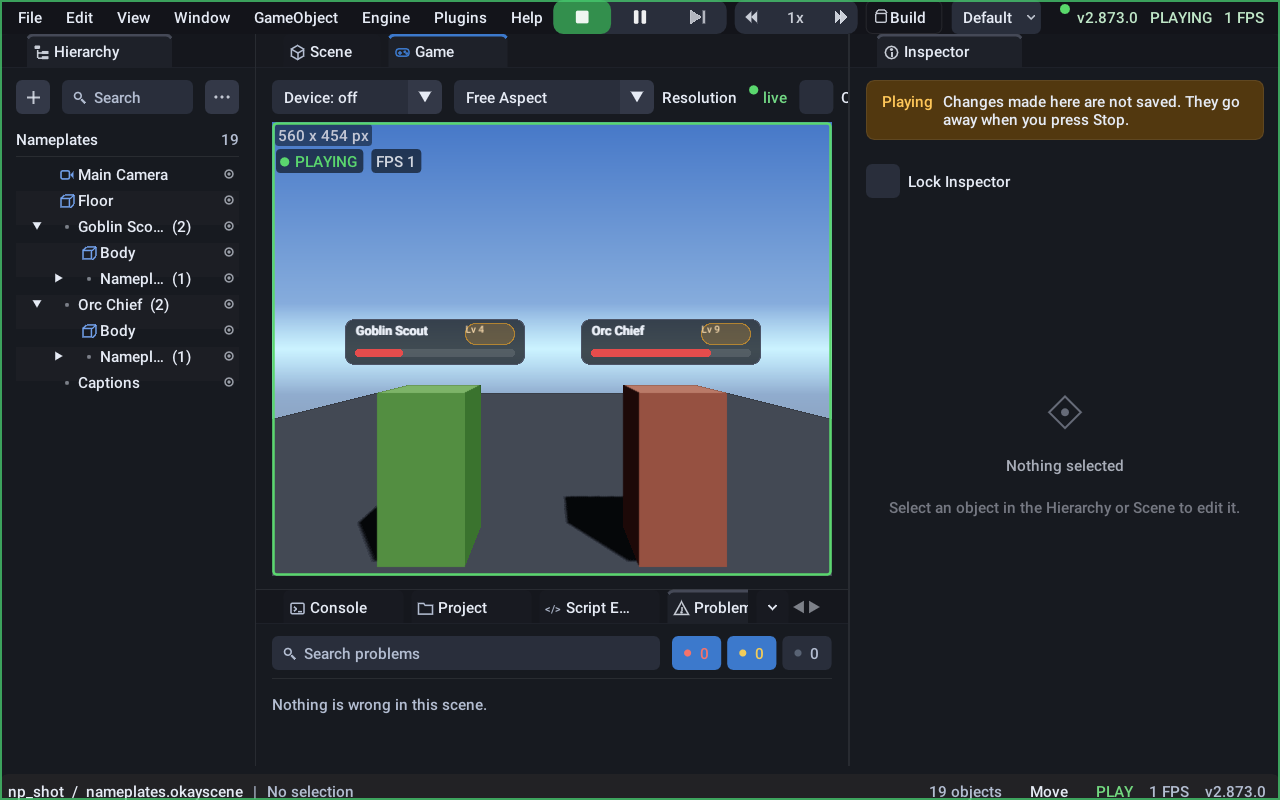 File Edit View Window GameObject Engine Plugins Help 1x Build Default v2.873.0 PLAYING 1 FPS
Hierarchy Scene Game Inspector
Search Device: off Free Aspect Resolution live
Playing Changes made here are not saved. They go
away when you press Stop.
Nameplates 19
560 x 454 px
PLAYING FPS 1
Main Camera
Lock Inspector
Floor
Goblin Sco... (2)
Body
Namepl... (1)
Orc Chief (2)
Body
Namepl... (1)
Captions
Goblin Scout Lv 4
Orc Chief Lv 9
Nothing selected
Select an object in the Hierarchy or Scene to edit it.
Console Project Script E... Problem
Search problems 0 0 0
Nothing is wrong in this scene.
np_shot / nameplates.okayscene | No selection 19 objects Move PLAY 1 FPS v2.873.0